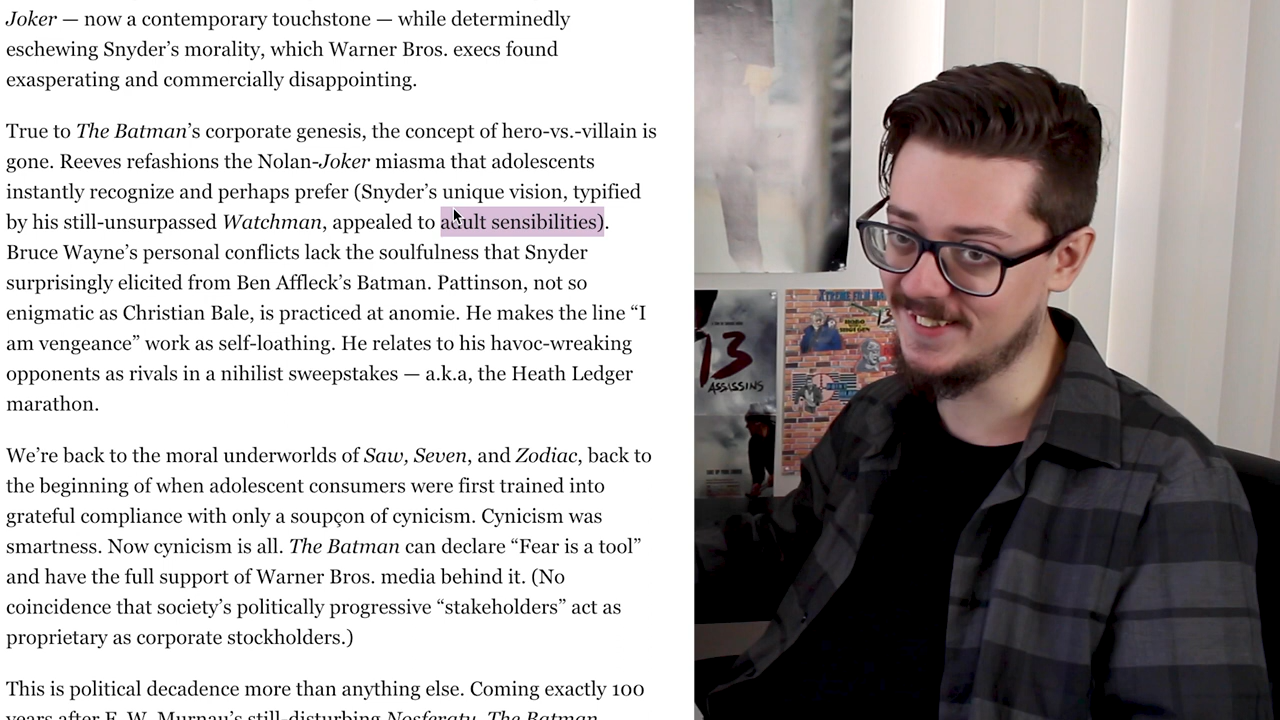 Joker — now a contemporary touchstone — while determinedly
eschewing Snyder’s morality, which Warner Bros. execs found
exasperating and commercially disappointing.
True to The Batman’s corporate genesis, the concept of hero-vs.-villain is
gone. Reeves refashions the Nolan-Joker miasma that adolescents
instantly recognize and perhaps prefer (Snyder’s unique vision, typified
by his still-unsurpassed Watchman, appealed to adult sensibilities).
Bruce Wayne’s personal conflicts lack the soulfulness that Snyder
surprisingly elicited from Ben Affleck’s Batman. Pattinson, not so
enigmatic as Christian Bale, is practiced at anomie. He makes the line “I
am vengeance” work as self-loathing. He relates to his havoc-wreaking
opponents as rivals in a nihilist sweepstakes — a.k.a, the Heath Ledger
marathon.
We’re back to the moral underworlds of Saw, Seven, and Zodiac, back to
the beginning of when adolescent consumers were first trained into
grateful compliance with only a soupçon of cynicism. Cynicism was
smartness. Now cynicism is all. The Batman can declare “Fear is a tool”
and have the full support of Warner Bros. media behind it. (No
coincidence that society’s politically progressive “stakeholders” act as
proprietary as corporate stockholders.)
This is political decadence more than anything else. Coming exactly 100
years after F. W. Murnau’s still-disturbing Nosferatu, The Batman
13
ASSASSINS